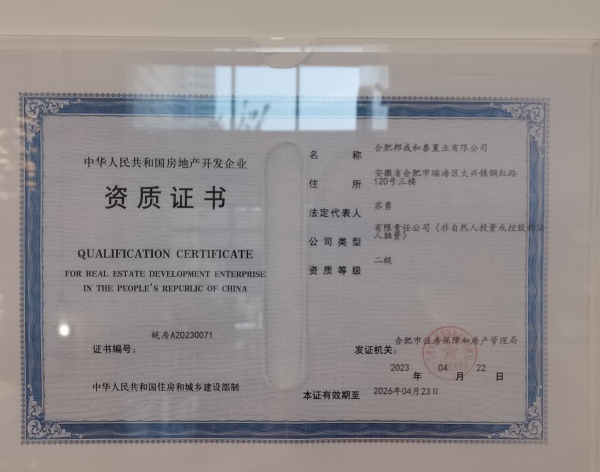 中华人民共和国房地产开发企业
资质证书
QUALIFICATION CERTIFICATE
FOR REAL ESTATE DEVELOPMENT ENTERPRISE
IN THE PEOPLE'S REPUBLIC OF CHINA
皖房A20230071
证书编号：
中华人民共和国住房和城乡建设部制
名 称 合肥邦成和泰置业有限公司
住 所 安徽省合肥市瑶海区大兴镇钢红路
120号三楼
法定代表人 苏勇
公司类型 有限责任公司（非自然人投资或控股的法
人独资）
资质等级 二级
发证机关： 合肥市住房保障和房产管理局
2023 年 04 月 22 日
本证有效期至 2026年04月23日